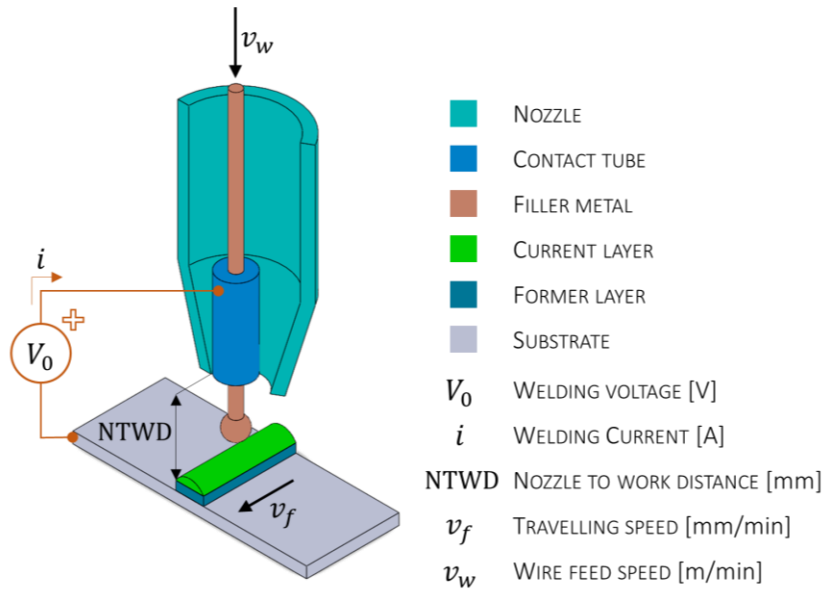 v_w
i
V_0
NTWD
v_f
NOZZLE
CONTACT TUBE
FILLER METAL
CURRENT LAYER
FORMER LAYER
SUBSTRATE
V_0 WELDING VOLTAGE [V]
i WELDING CURRENT [A]
NTWD NOZZLE TO WORK DISTANCE [mm]
v_f TRAVELLING SPEED [mm/min]
v_w WIRE FEED SPEED [m/min]